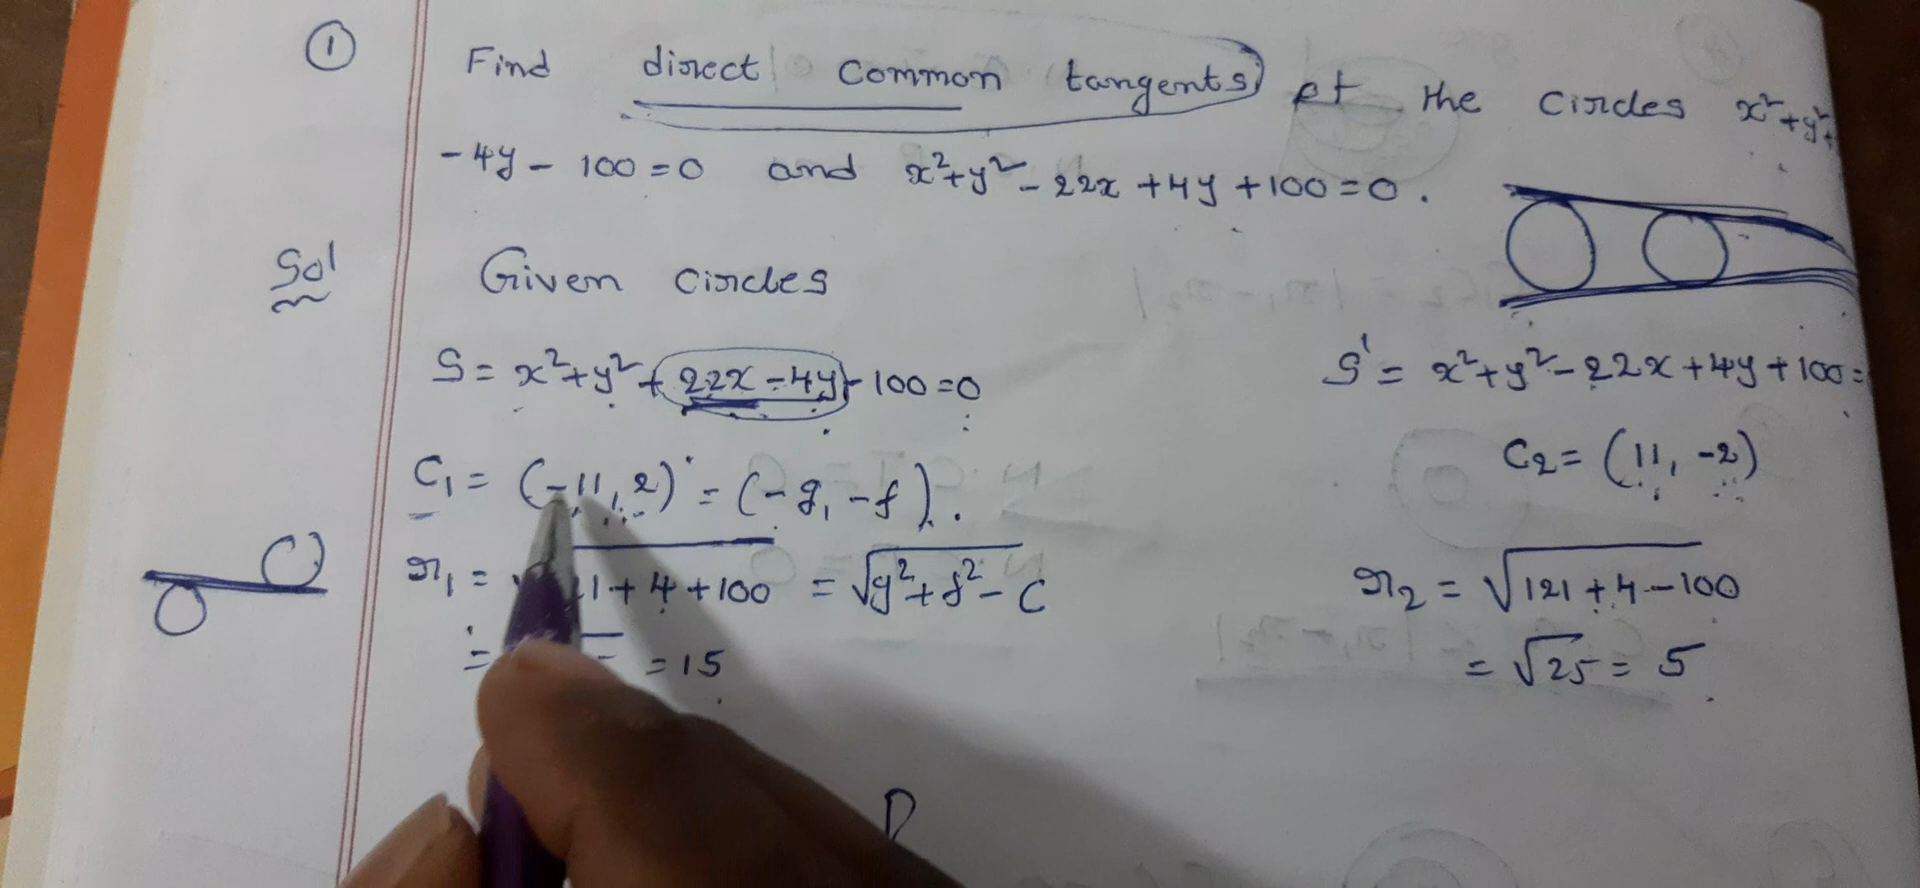 ① Find direct common tangents of the circles x²+y²+
-4y - 100 = 0 and x²+y² - 22x + 4y + 100 = 0.
Sol Given circles
S = x²+y²+22x-4y-100=0 S' = x²+y²-22x+4y+100=
C₁ = (-11, 2) = (-g, -f). C₂ = (11, -2)
r₁ = 1+4+100 = √g²+f²-c r₂ = √121+4-100
= = 15 = √25 = 5